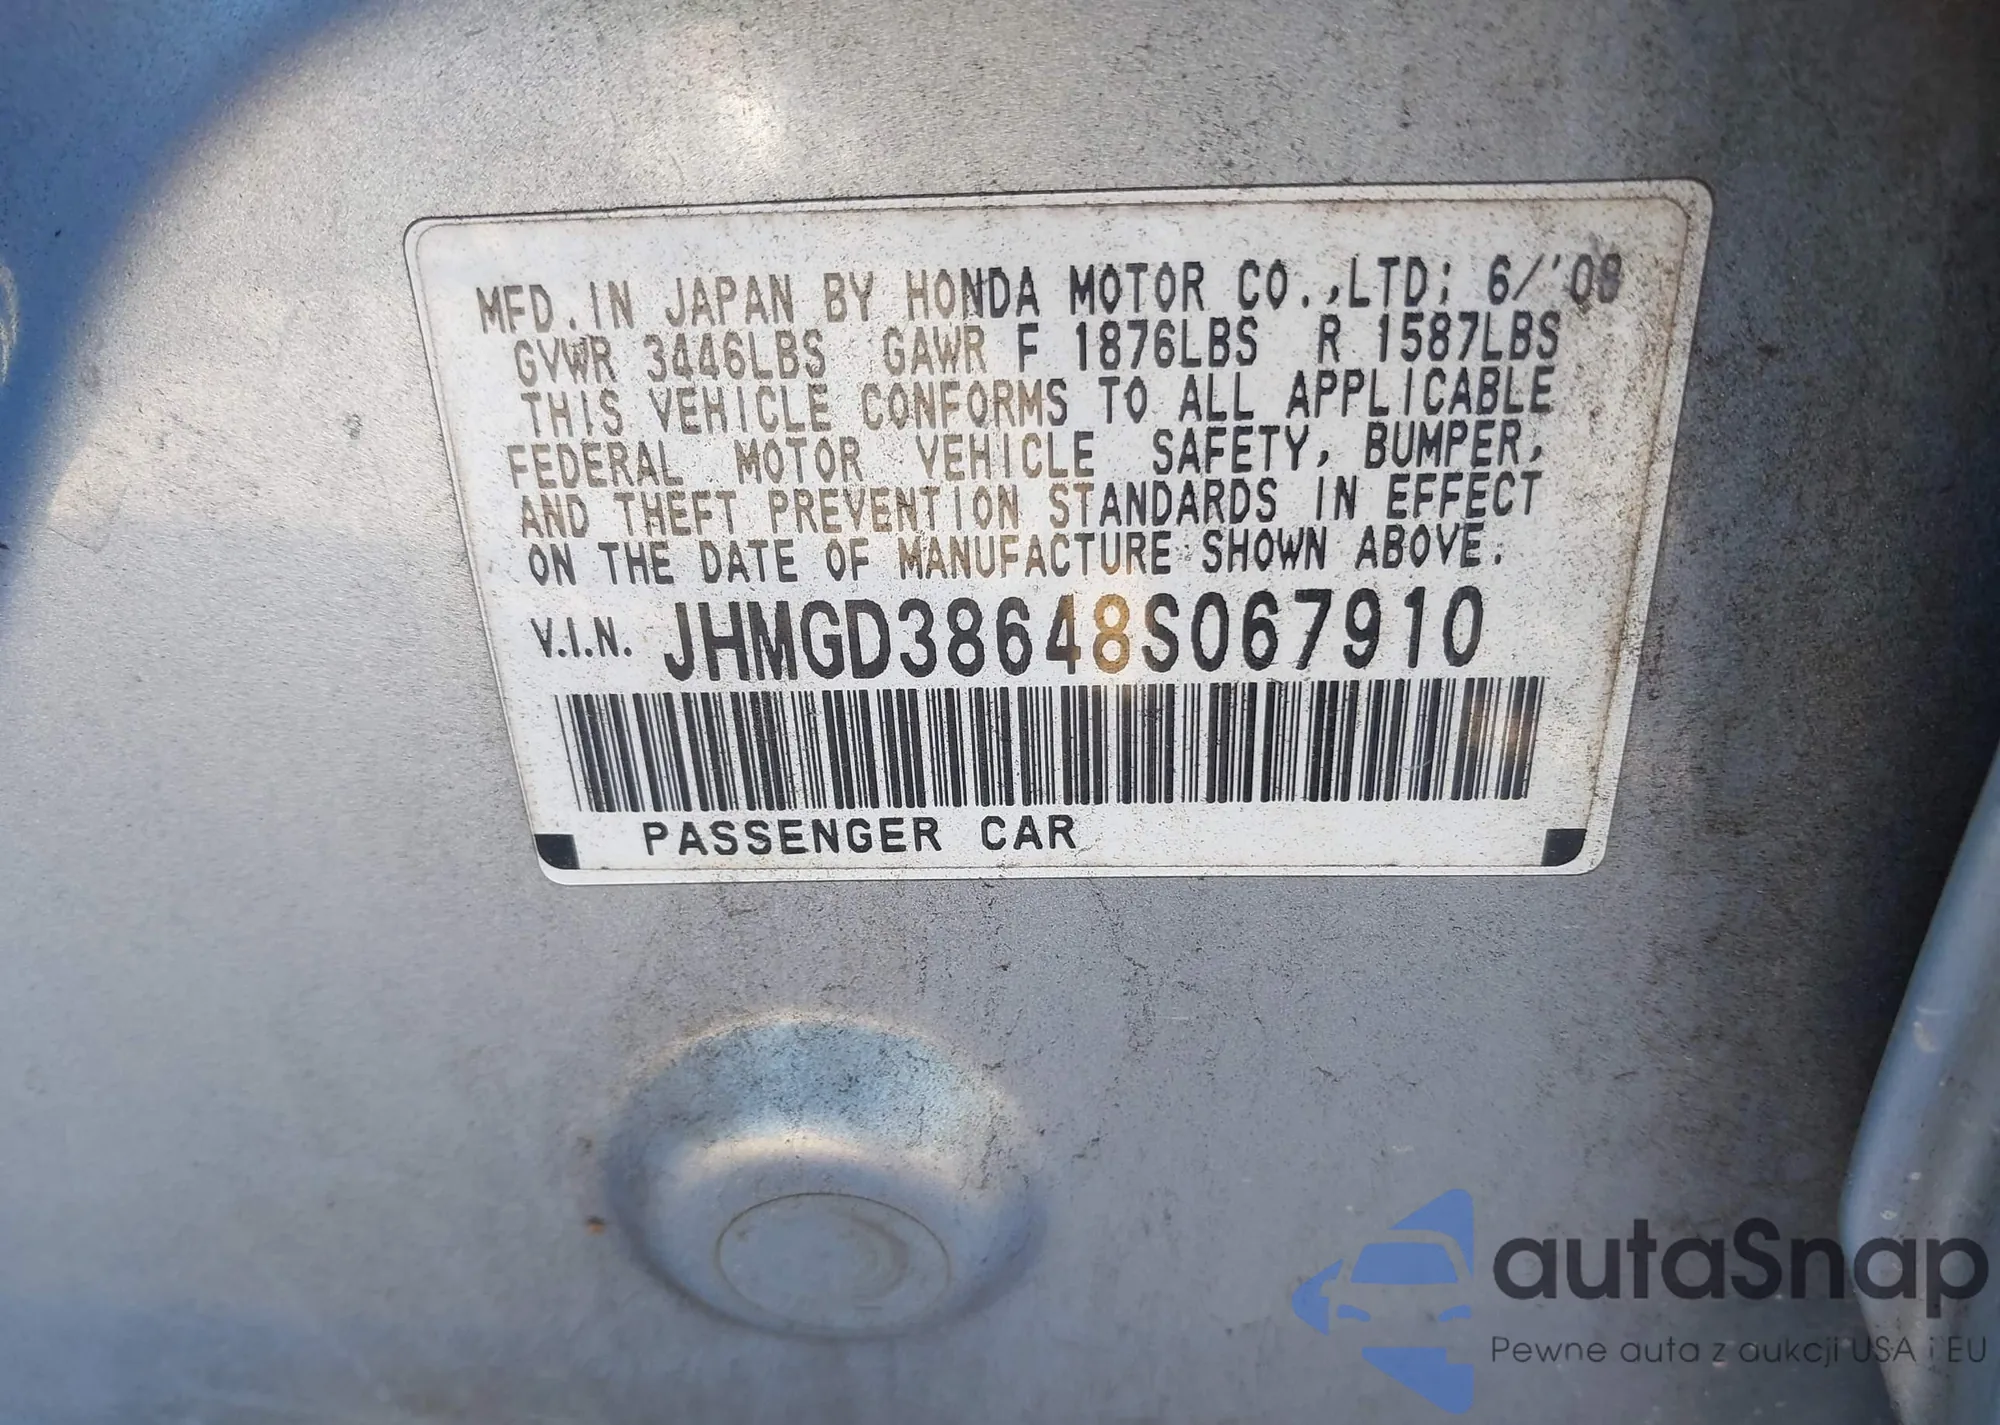 MFD. IN JAPAN BY HONDA MOTOR CO.,LTD; 6/'08
GVWR 3446LBS GAWR F 1876LBS R 1587LBS
THIS VEHICLE CONFORMS TO ALL APPLICABLE
FEDERAL MOTOR VEHICLE SAFETY, BUMPER,
AND THEFT PREVENTION STANDARDS IN EFFECT
ON THE DATE OF MANUFACTURE SHOWN ABOVE.
V.I.N. JHMGD38648S067910
PASSENGER CAR
autaSnap
Pewne auta z aukcji USA i EU